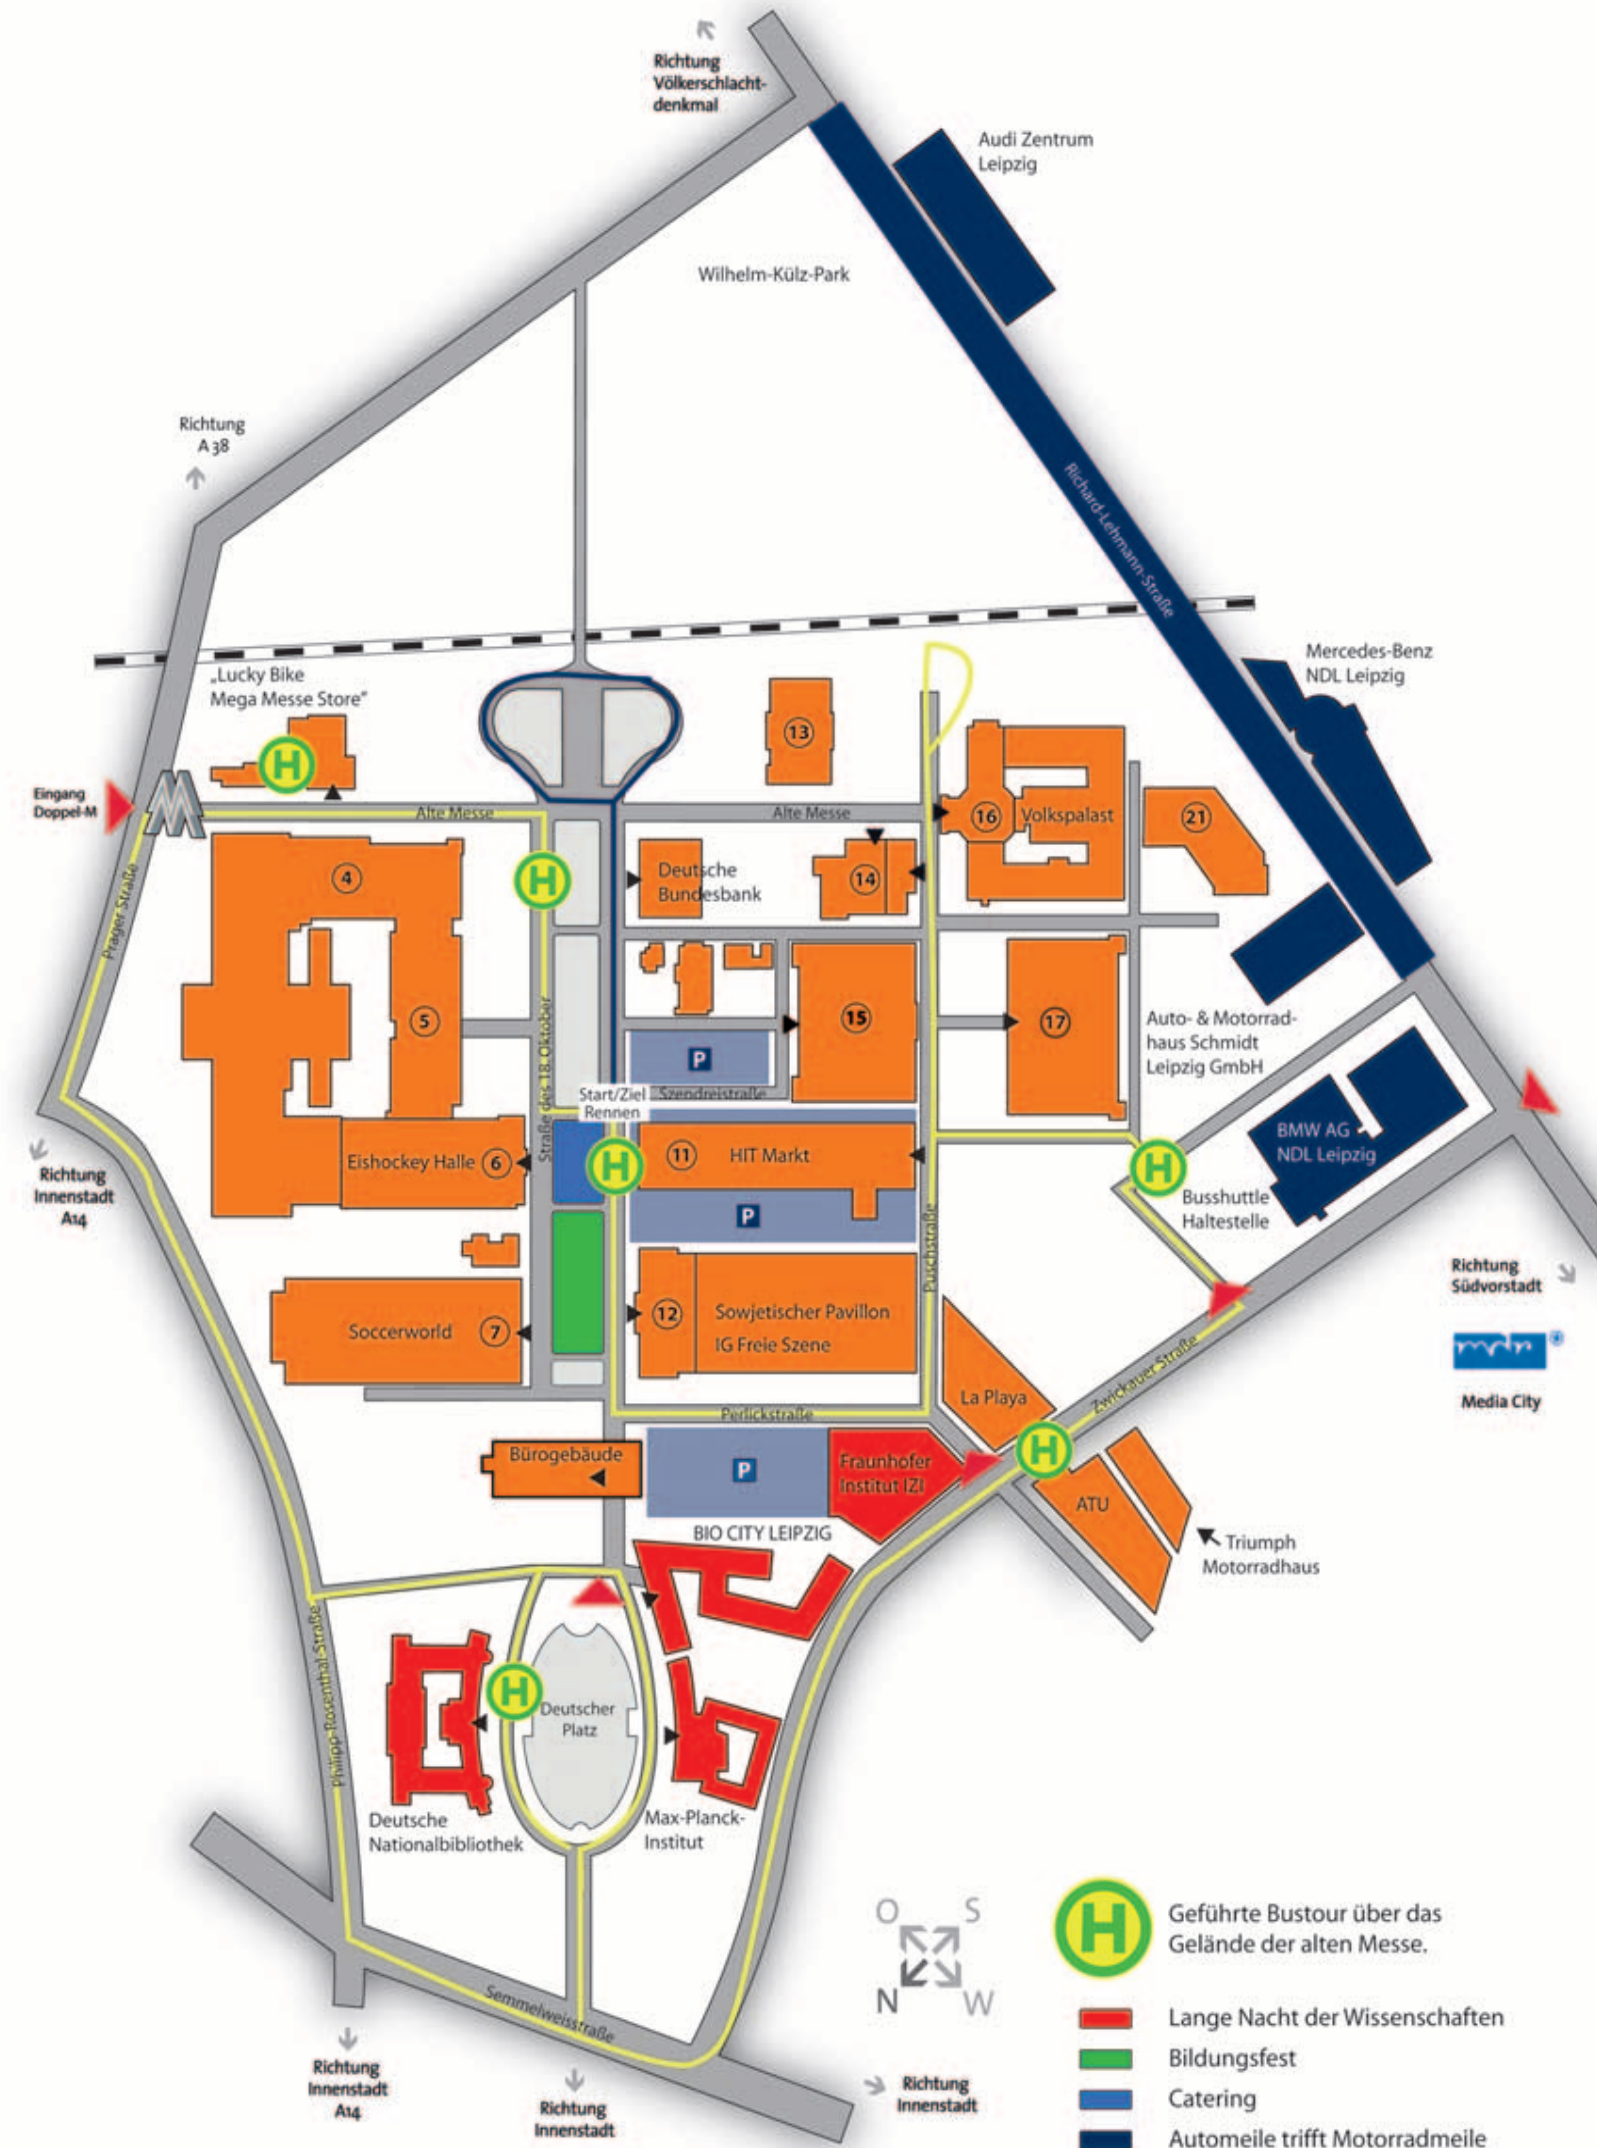 Richtung
Völkerschlacht-
denkmal
Audi Zentrum
Leipzig
Wilhelm-Külz-Park
Richtung
A 38
Richard-Lehmann-Straße
„Lucky Bike
Mega Messe Store“
Mercedes-Benz
NDL Leipzig
H
13
Eingang
Doppel-M
Alte Messe
Alte Messe
16
Volkspalast
21
4
H
Deutsche
Bundesbank
14
Prager Straße
5
15
17
Auto- & Motorrad-
haus Schmidt
Leipzig GmbH
P
Straße des 18. Oktober
Start/Ziel
Rennen
Szendreistraße
BMW AG
NDL Leipzig
Eishockey Halle
6
H
11
HIT Markt
H
Busshuttle
Haltestelle
Richtung
Innenstadt
A14
P
Puschstraße
Richtung
Südvorstadt
mdr
Media City
Soccerworld
7
12
Sowjetischer Pavillon
IG Freie Szene
La Playa
Zwickauer Straße
Perlickstraße
Bürogebäude
P
Fraunhofer
Institut IZI
H
ATU
BIO CITY LEIPZIG
Triumph
Motorradhaus
Philipp-Rosenthal-Straße
H
Deutscher
Platz
Deutsche
Nationalbibliothek
Max-Planck-
Institut
O
S
N
W
H
Geführte Bustour über das
Gelände der alten Messe.
Semmelweisstraße
Lange Nacht der Wissenschaften
Bildungsfest
Catering
Automeile trifft Motorradmeile
Richtung
Innenstadt
A14
Richtung
Innenstadt
Richtung
Innenstadt